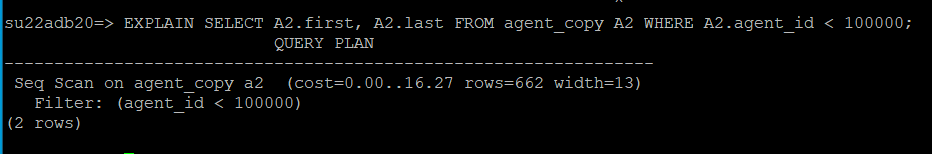 su22adb20=> EXPLAIN SELECT A2.first, A2.last FROM agent_copy A2 WHERE A2.agent_id < 100000;
                           QUERY PLAN
-----------------------------------------------------------------
 Seq Scan on agent_copy a2  (cost=0.00..16.27 rows=662 width=13)
   Filter: (agent_id < 100000)
(2 rows)